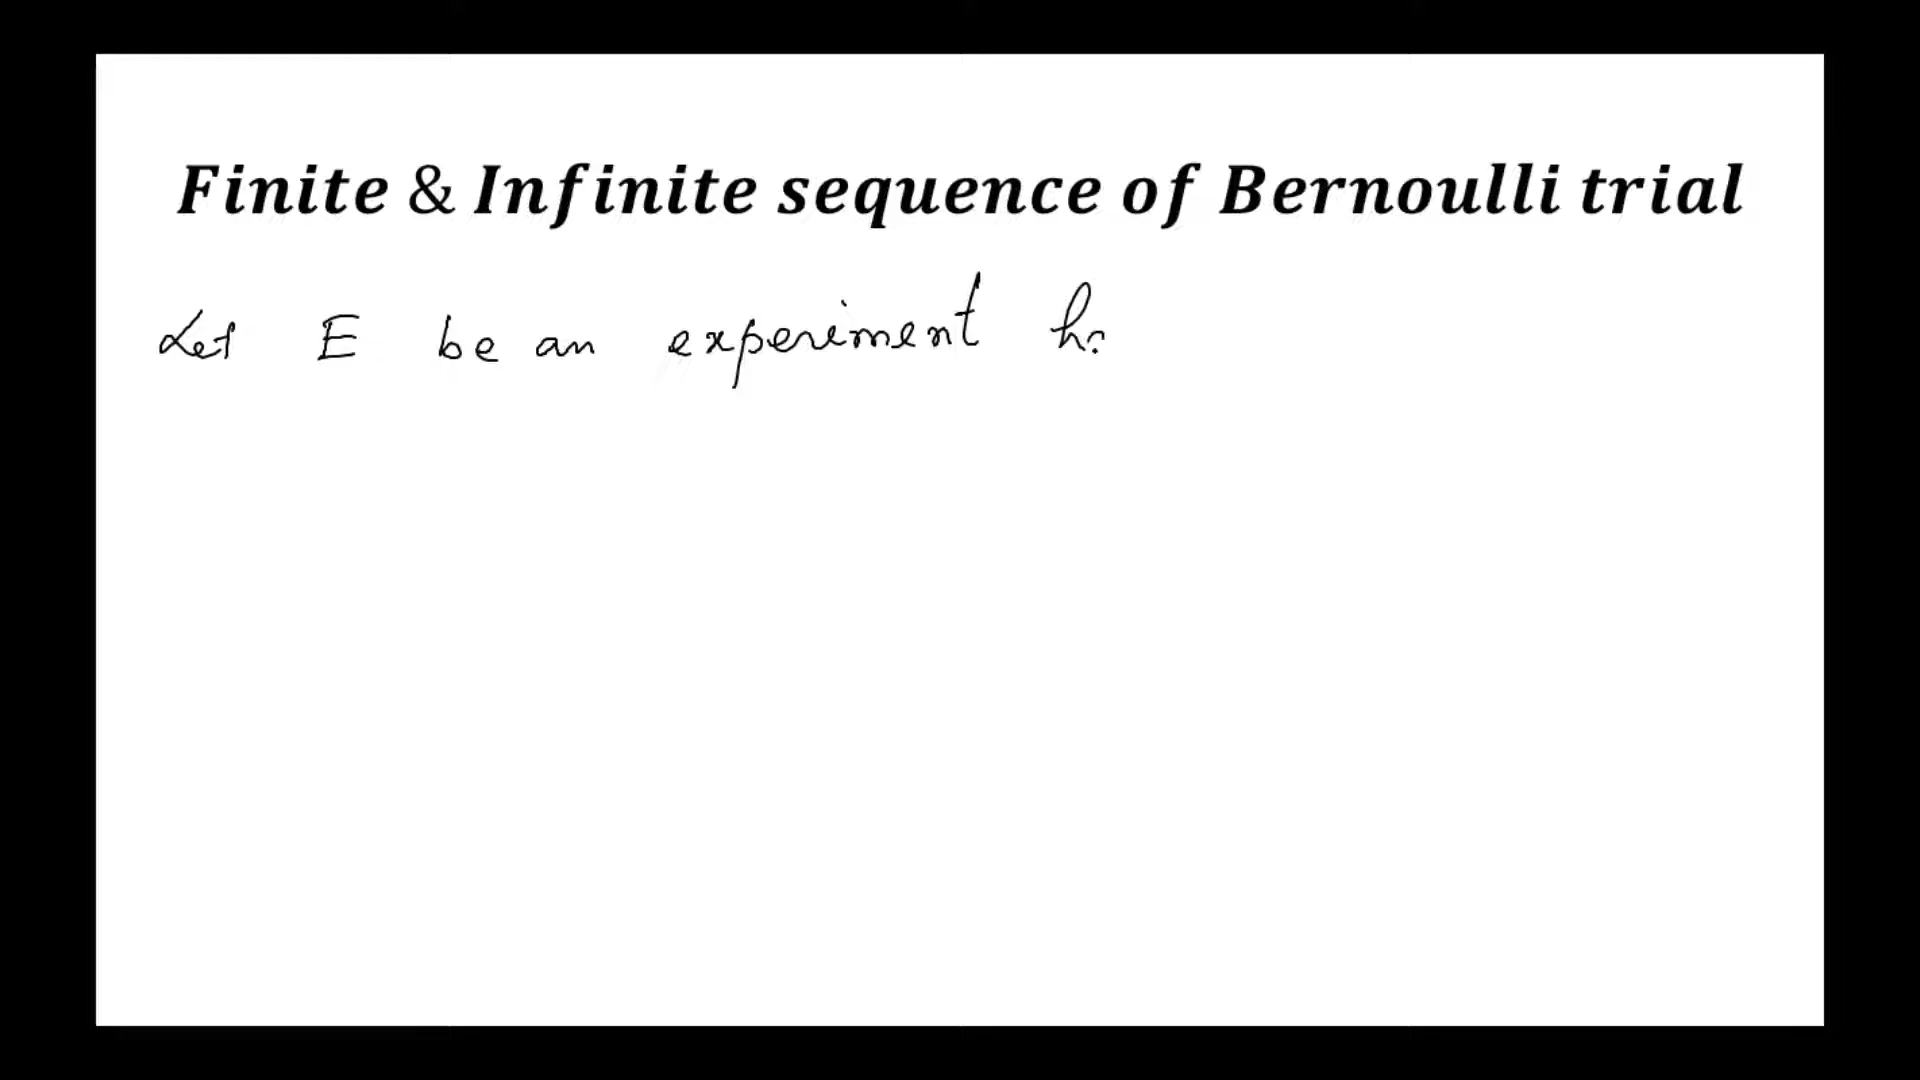 Finite & Infinite sequence of Bernoulli trial
Let E be an experiment